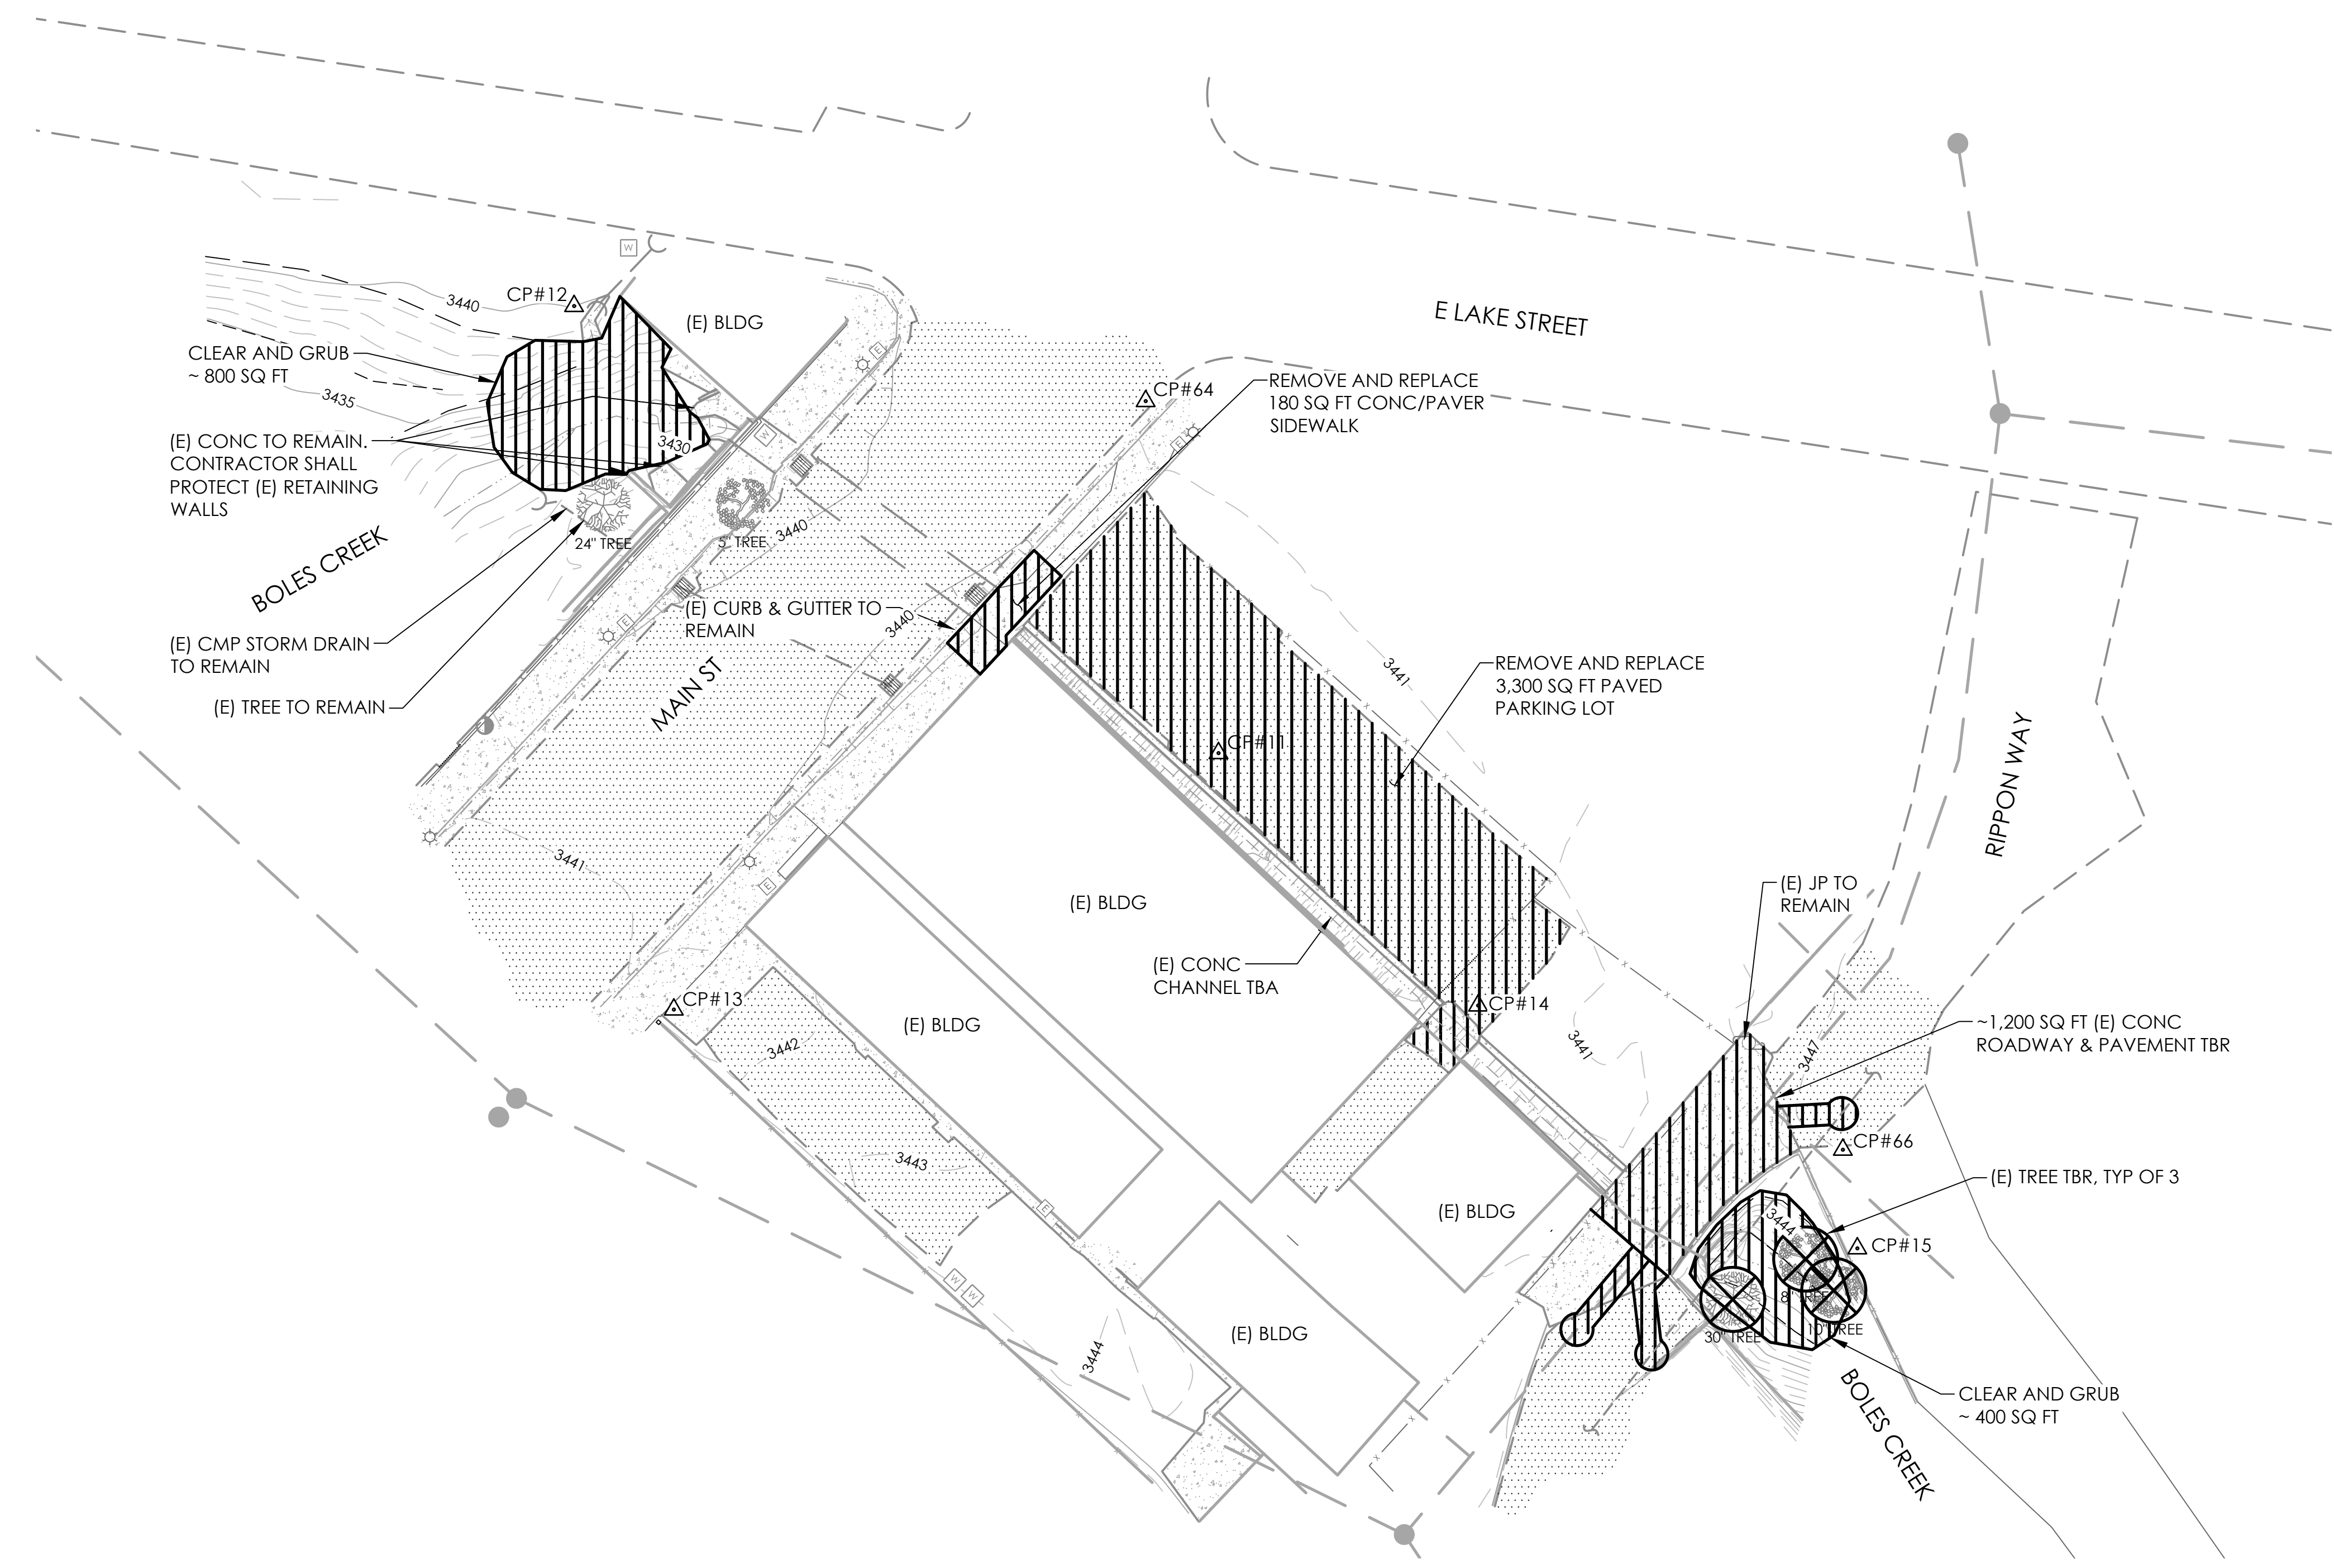 E LAKE STREET
W
CP#12
3440
(E) BLDG
CLEAR AND GRUB
~ 800 SQ FT
3435
E
(E) CONC TO REMAIN.
CONTRACTOR SHALL
PROTECT (E) RETAINING
WALLS
3430
W
CP#64
E
REMOVE AND REPLACE
180 SQ FT CONC/PAVER
SIDEWALK
BOLES CREEK
24" TREE
5" TREE
3440
(E) CURB & GUTTER TO
REMAIN
3440
E
(E) CMP STORM DRAIN
TO REMAIN
(E) TREE TO REMAIN
MAIN ST
3441
REMOVE AND REPLACE
3,300 SQ FT PAVED
PARKING LOT
CP#11
RIPPON WAY
3441
E
(E) BLDG
(E) JP TO
REMAIN
(E) CONC
CHANNEL TBA
CP#13
CP#14
(E) BLDG
3442
3441
3447
~1,200 SQ FT (E) CONC
ROADWAY & PAVEMENT TBR
CP#66
3443
(E) TREE TBR, TYP OF 3
E
(E) BLDG
3444
CP#15
W
W
8" TREE
30" TREE
10" TREE
(E) BLDG
3444
BOLES CREEK
CLEAR AND GRUB
~ 400 SQ FT